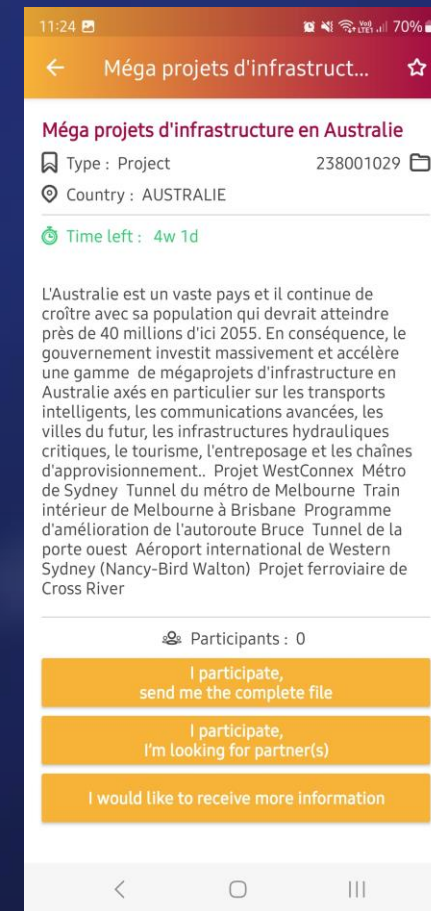 11:24 70%
Méga projets d'infrastruct...
Méga projets d'infrastructure en Australie
Type : Project 238001029
Country : AUSTRALIE
Time left : 4w 1d
L'Australie est un vaste pays et il continue de
croître avec sa population qui devrait atteindre
près de 40 millions d'ici 2055. En conséquence, le
gouvernement investit massivement et accélère
une gamme de mégaprojets d'infrastructure en
Australie axés en particulier sur les transports
intelligents, les communications avancées, les
villes du futur, les infrastructures hydrauliques
critiques, le tourisme, l'entreposage et les chaînes
d'approvisionnement.. Projet WestConnex Métro
de Sydney Tunnel du métro de Melbourne Train
intérieur de Melbourne à Brisbane Programme
d'amélioration de l'autoroute Bruce Tunnel de la
porte ouest Aéroport international de Western
Sydney (Nancy-Bird Walton) Projet ferroviaire de
Cross River
Participants : 0
I participate,
send me the complete file
I participate,
I'm looking for partner(s)
I would like to receive more information